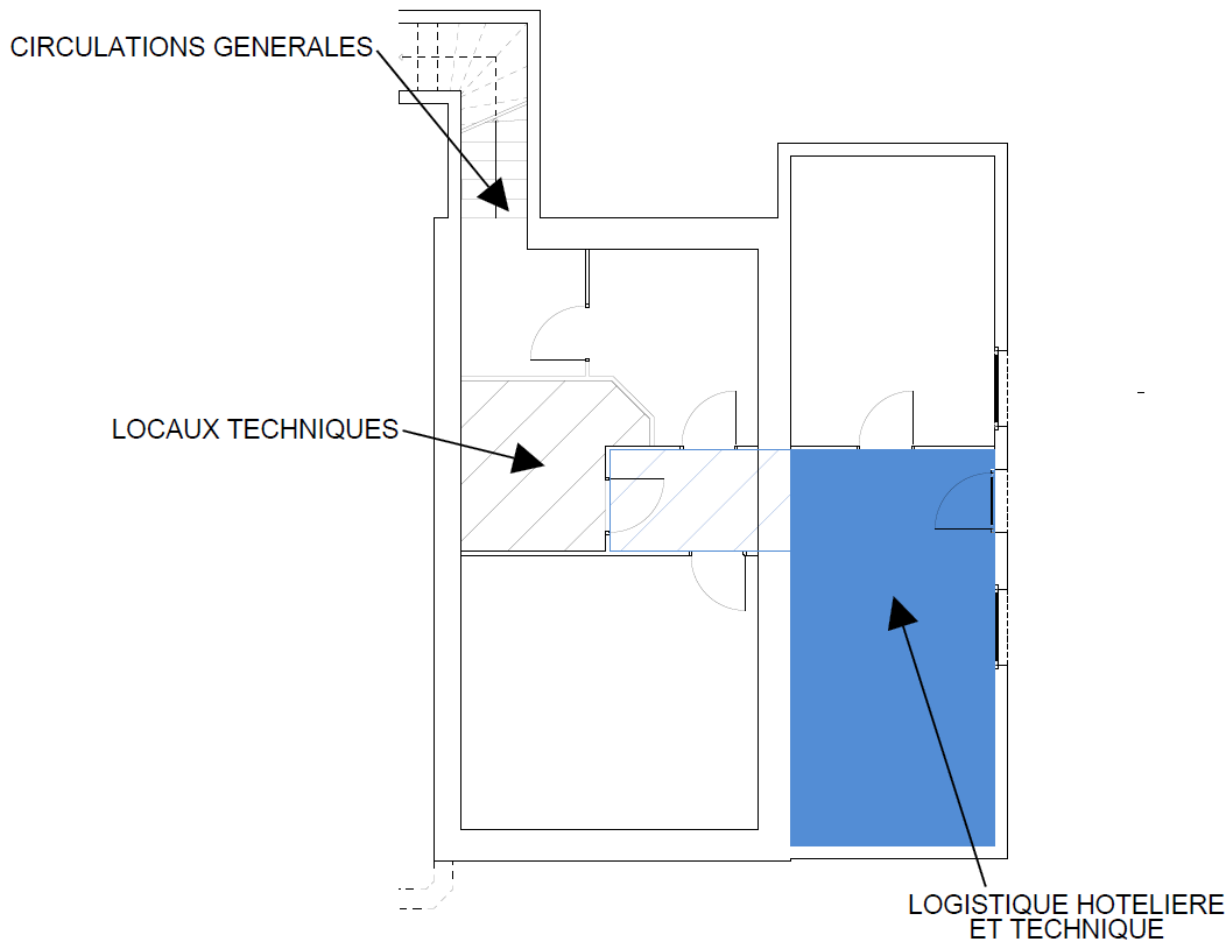 CIRCULATIONS GENERALES
LOCAUX TECHNIQUES
LOGISTIQUE HOTELIERE
ET TECHNIQUE